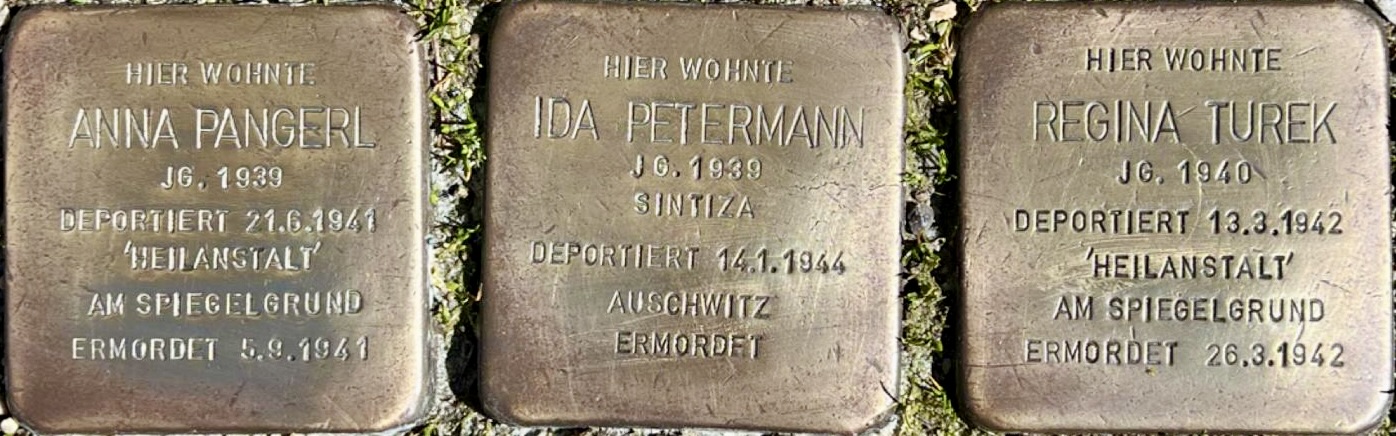 HIER WOHNTE
ANNA PANGERL
JG. 1939
DEPORTIERT 21.6.1941
'HEILANSTALT'
AM SPIEGELGRUND
ERMORDET 5.9.1941
HIER WOHNTE
IDA PETERMANN
JG. 1939
SINTIZA
DEPORTIERT 14.1.1944
AUSCHWITZ
ERMORDET
HIER WOHNTE
REGINA TUREK
JG. 1940
DEPORTIERT 13.3.1942
'HEILANSTALT'
AM SPIEGELGRUND
ERMORDET 26.3.1942